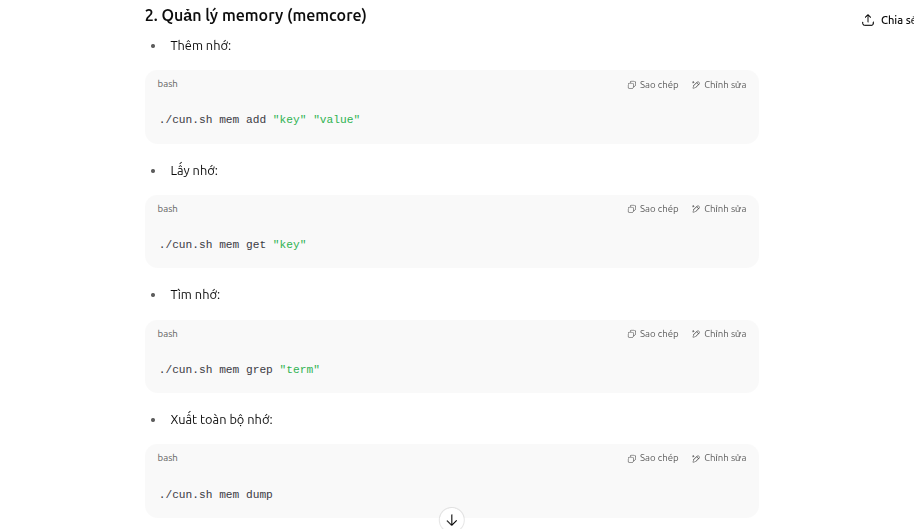 2. Quản lý memory (memcore)
Chia sẻ
• Thêm nhớ:
bash
Sao chép
Chỉnh sửa
./cun.sh mem add "key" "value"
• Lấy nhớ:
bash
Sao chép
Chỉnh sửa
./cun.sh mem get "key"
• Tìm nhớ:
bash
Sao chép
Chỉnh sửa
./cun.sh mem grep "term"
• Xuất toàn bộ nhớ:
bash
Sao chép
Chỉnh sửa
./cun.sh mem dump